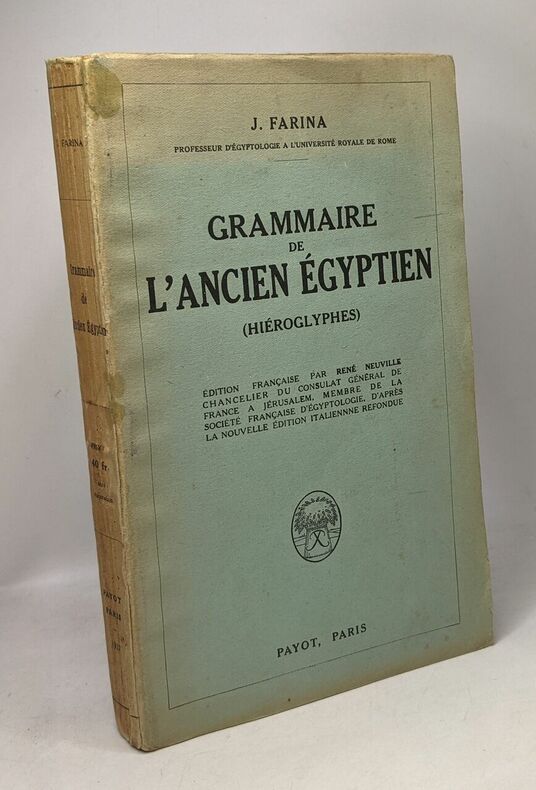 J. FARINA
PROFESSEUR D'ÉGYPTOLOGIE A L'UNIVERSITÉ ROYALE DE ROME
GRAMMAIRE
DE
L'ANCIEN ÉGYPTIEN
(HIÉROGLYPHES)
ÉDITION FRANÇAISE PAR RENÉ NEUVILLE
CHANCELIER DU CONSULAT GÉNÉRAL DE
FRANCE A JÉRUSALEM, MEMBRE DE LA
SOCIÉTÉ FRANÇAISE D'ÉGYPTOLOGIE, D'APRÈS
LA NOUVELLE ÉDITION ITALIENNNE REFONDUE
PAYOT, PARIS
J. FARINA
Grammaire
de
Ancien Égyptien
40 fr.
PAYOT
PARIS